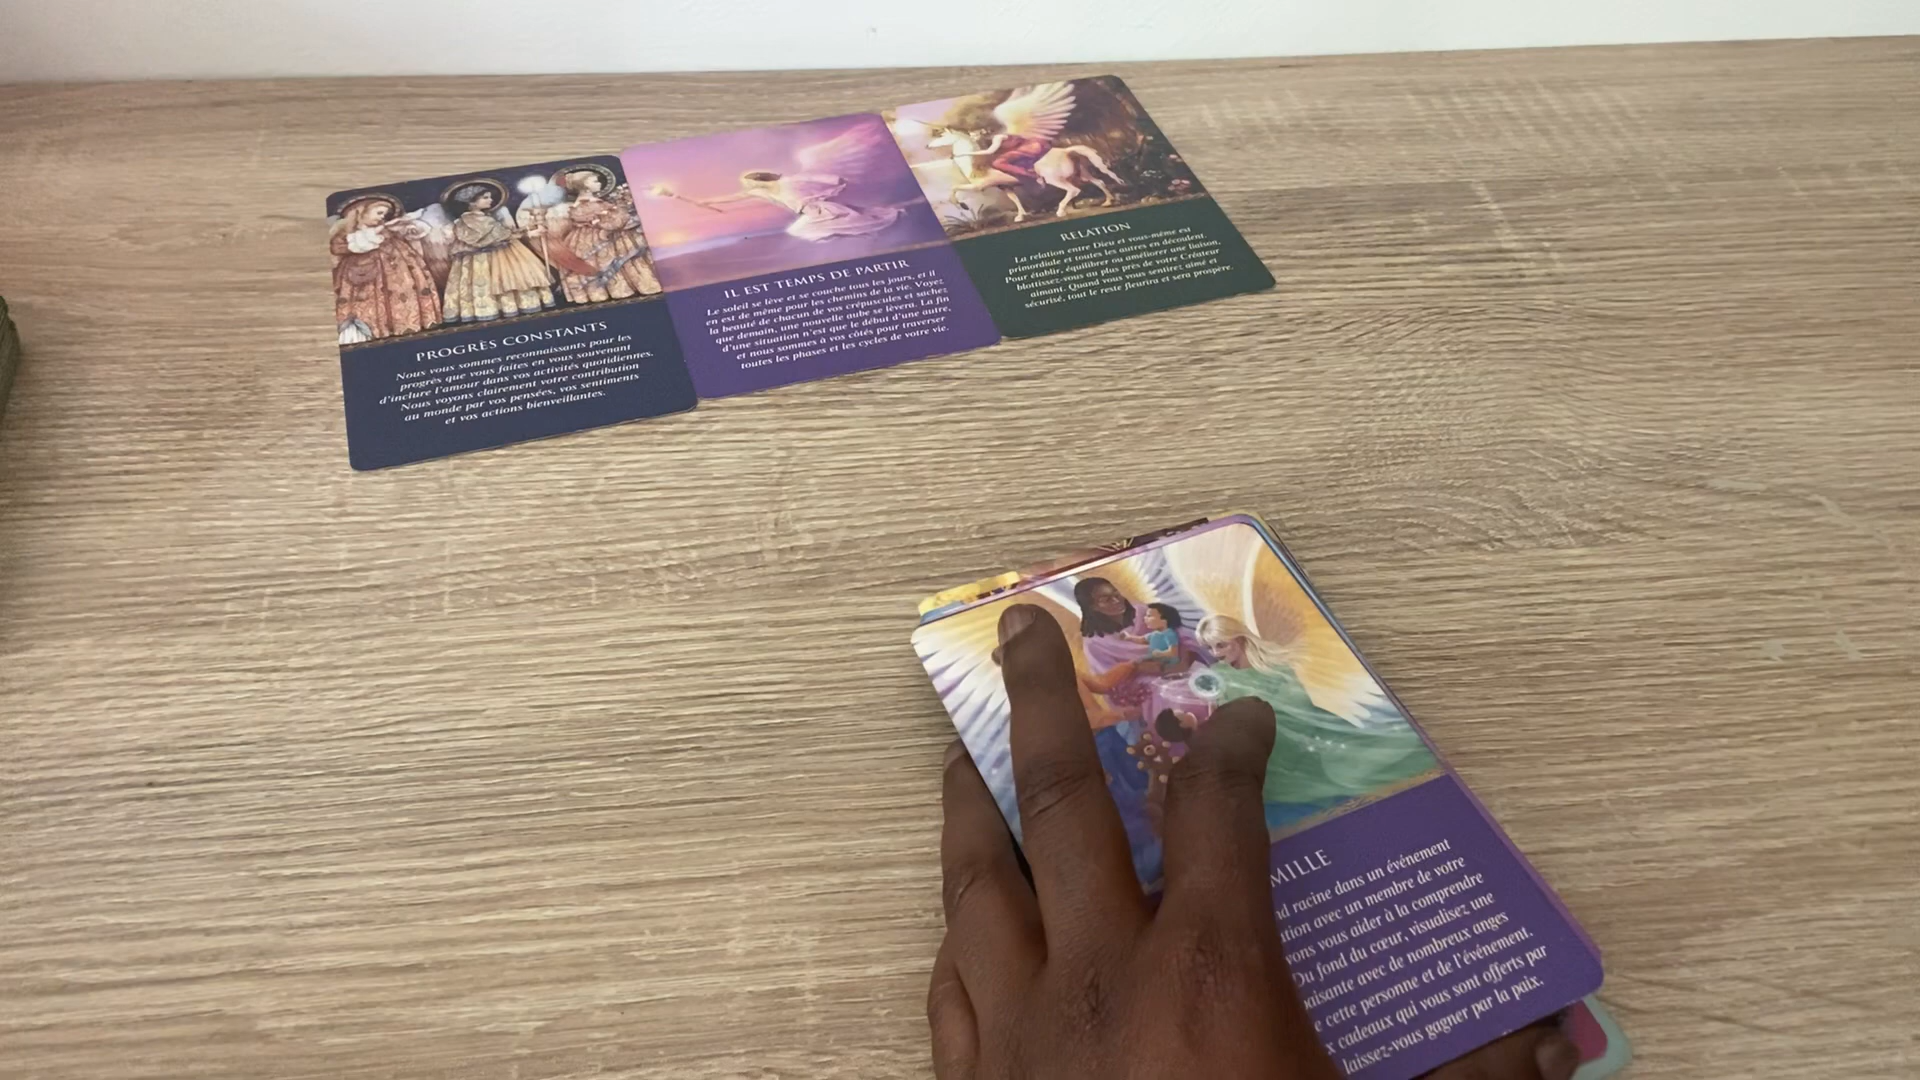 PROGRÈS CONSTANTS
Nous vous sommes reconnaissants pour les
progrès que vous faites en vous souvenant
d'inclure l'amour dans vos activités quotidiennes.
Nous voyons clairement votre contribution
au monde par vos pensées, vos sentiments
et vos actions bienveillantes.
IL EST TEMPS DE PARTIR
Le soleil se lève et se couche tous les jours, et il
en est de même pour les chemins de la vie. Voyez
la beauté de chacun de vos crépuscules et sachez
que demain, une nouvelle aube se lèvera. La fin
d'une situation n'est que le début d'une autre,
et nous sommes à vos côtés pour traverser
toutes les phases et les cycles de votre vie.
RELATION
La relation entre Dieu et vous-même est
primordiale et toutes les autres en découlent.
Pour établir, équilibrer ou améliorer une liaison,
blottissez-vous au plus près de votre Créateur
aimant. Quand vous vous sentirez aimé et
sécurisé, tout le reste fleurira et sera prospère.
MILLE
nd racine dans un événement
tion avec un membre de votre
vons vous aider à la comprendre
Du fond du cœur, visualisez une
aisante avec de nombreux anges
e cette personne et de l'événement.
x cadeaux qui vous sont offerts par
laissez-vous gagner par la paix.